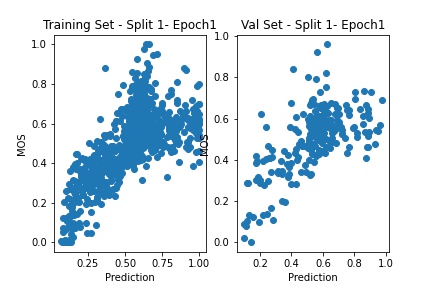 Training Set - Split 1- Epoch1
MOS
1.0
0.8
0.6
0.4
0.2
0.0
0.25 0.50 0.75 1.00
Prediction
Val Set - Split 1- Epoch1
MOS
1.0
0.8
0.6
0.4
0.2
0.0
0.2 0.4 0.6 0.8 1.0
Prediction